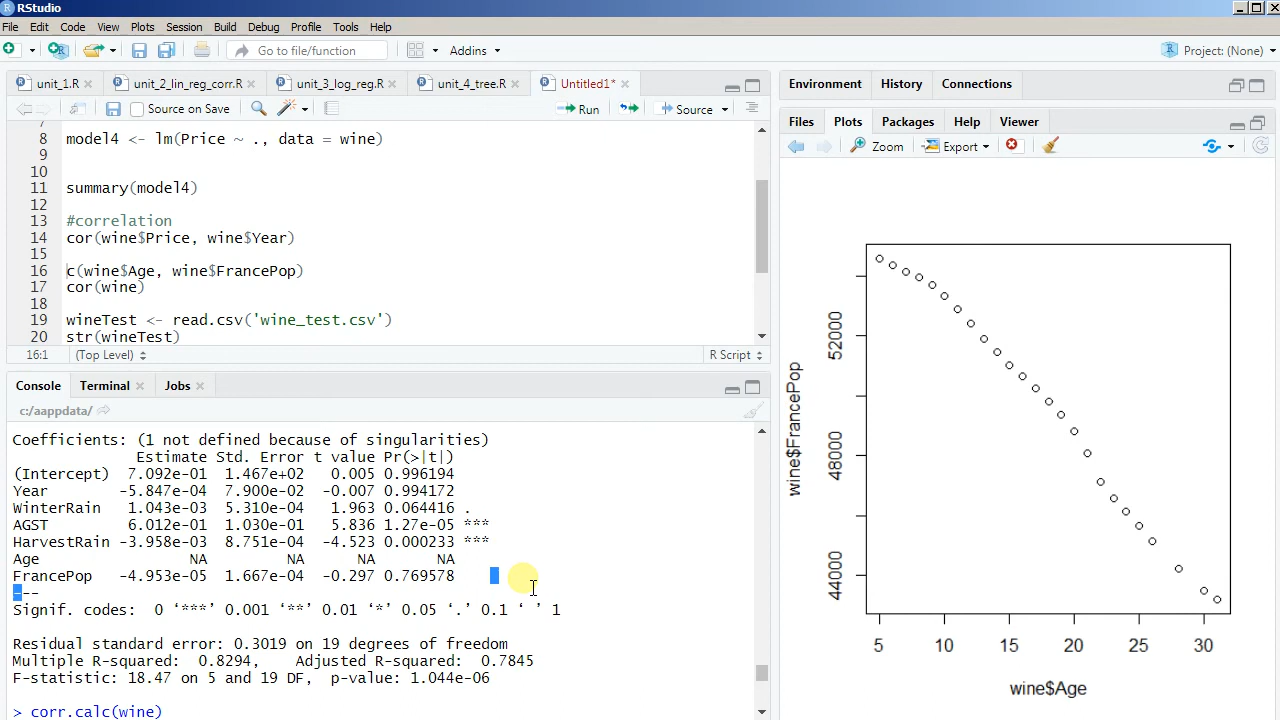 RStudio
File Edit Code View Plots Session Build Debug Profile Tools Help
Go to file/function Addins Project: (None)
unit_1.R unit_2_lin_reg_corr.R unit_3_log_reg.R unit_4_tree.R Untitled1*
Source on Save Run Source
7
8 model4 <- lm(Price ~ ., data = wine)
9
10
11 summary(model4)
12
13 #correlation
14 cor(wine$Price, wine$Year)
15
16 c(wine$Age, wine$FrancePop)
17 cor(wine)
18
19 wineTest <- read.csv('wine_test.csv')
20 str(wineTest)
16:1 (Top Level) R Script
Console Terminal Jobs
c:/aappdata/
Coefficients: (1 not defined because of singularities)
Estimate Std. Error t value Pr(>|t|)
(Intercept) 7.092e-01 1.467e+02 0.005 0.996194
Year -5.847e-04 7.900e-02 -0.007 0.994172
WinterRain 1.043e-03 5.310e-04 1.963 0.064416 .
AGST 6.012e-01 1.030e-01 5.836 1.27e-05 ***
HarvestRain -3.958e-03 8.751e-04 -4.523 0.000233 ***
Age NA NA NA NA
FrancePop -4.953e-05 1.667e-04 -0.297 0.769578
---
Signif. codes: 0 ‘***’ 0.001 ‘**’ 0.01 ‘*’ 0.05 ‘.’ 0.1 ‘ ’ 1
Residual standard error: 0.3019 on 19 degrees of freedom
Multiple R-squared: 0.8294, Adjusted R-squared: 0.7845
F-statistic: 18.47 on 5 and 19 DF, p-value: 1.044e-06
> corr.calc(wine)
Environment History Connections
Files Plots Packages Help Viewer
Zoom Export
wine$FrancePop
52000
48000
44000
5 10 15 20 25 30
wine$Age